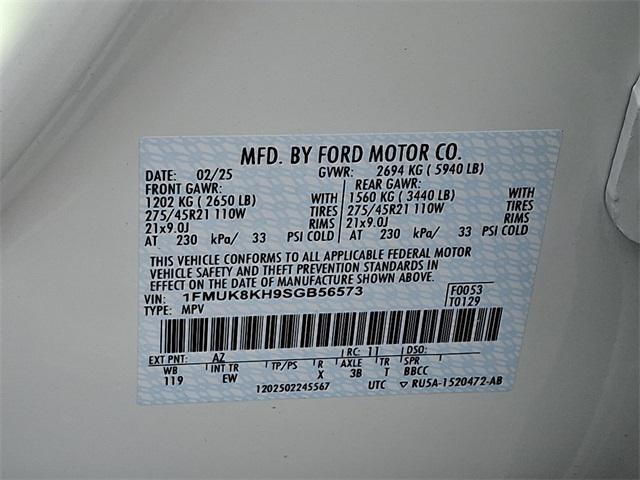 MFD. BY FORD MOTOR CO.
DATE: 02/25 GVWR: 2694 KG ( 5940 LB)
FRONT GAWR: REAR GAWR:
1202 KG ( 2650 LB) WITH 1560 KG ( 3440 LB) WITH
275/45R21 110W TIRES 275/45R21 110W TIRES
21x9.0J RIMS 21x9.0J RIMS
AT 230 kPa/ 33 PSI COLD AT 230 kPa/ 33 PSI COLD
THIS VEHICLE CONFORMS TO ALL APPLICABLE FEDERAL MOTOR
VEHICLE SAFETY AND THEFT PREVENTION STANDARDS IN
EFFECT ON THE DATE OF MANUFACTURE SHOWN ABOVE.
VIN: 1FMUK8KH9SGB56573 F0053
TYPE: MPV T0129
EXT PNT: AZ RC: 11 DSO:
WB INT TR TP/PS R AXLE TR SPR
119 EW X 3B T BBCC
1202502245567 UTC ▽ RU5A-1520472-AB